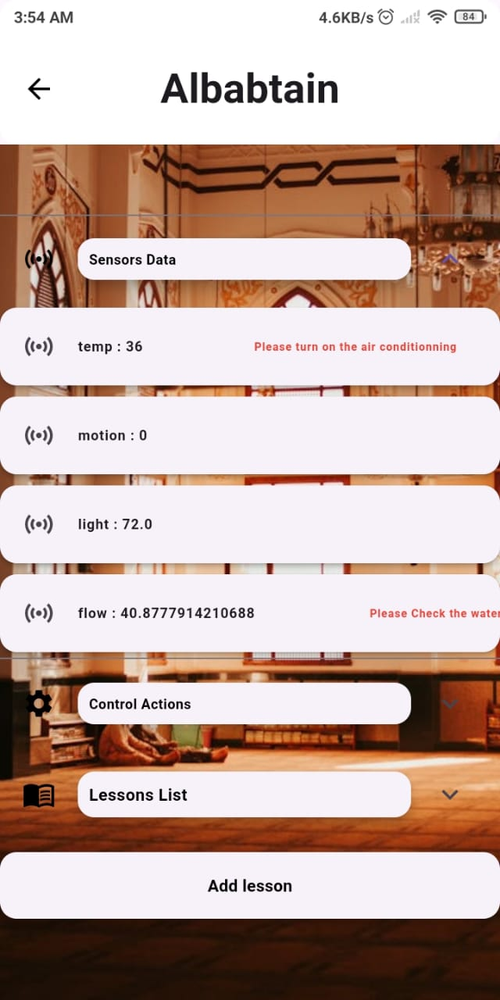 3:54 AM 4.6KB/s 84
Albabtain
Sensors Data
temp : 36 Please turn on the air conditionning
motion : 0
light : 72.0
flow : 40.8777914210688 Please Check the water
Control Actions
Lessons List
Add lesson